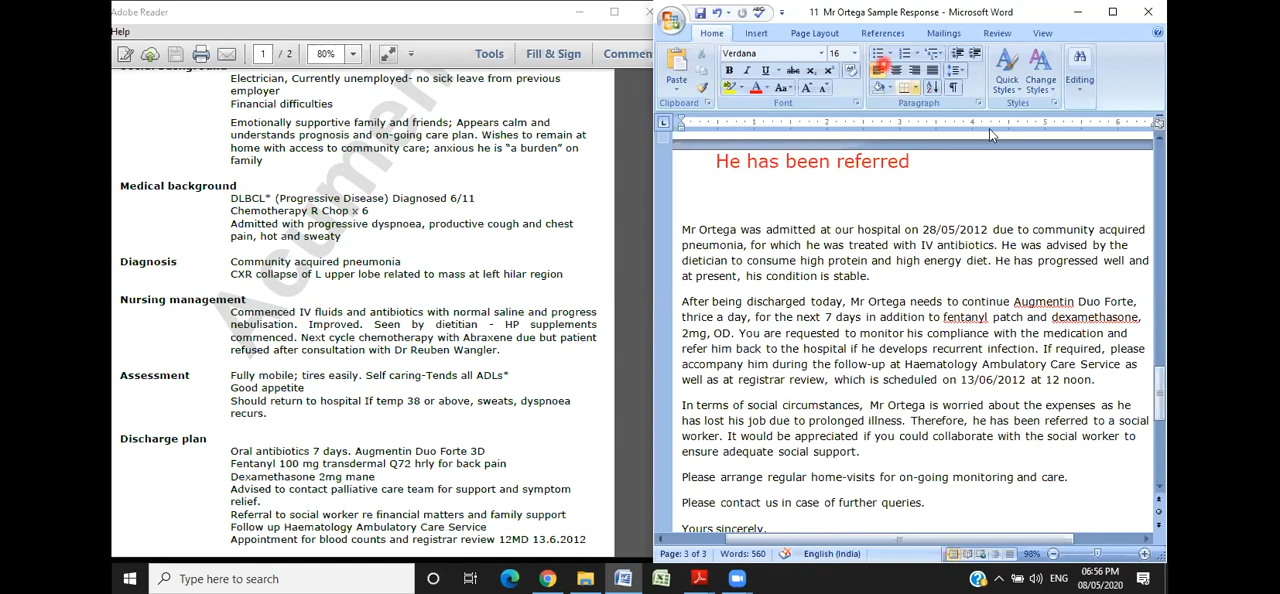 Adobe Reader
Help
1 / 2
80%
Tools
Fill & Sign
Commen
Electrician, Currently unemployed- no sick leave from previous
employer
Financial difficulties
Emotionally supportive family and friends; Appears calm and
understands prognosis and on-going care plan. Wishes to remain at
home with access to community care; anxious he is "a burden" on
family
Medical background
DLBCL* (Progressive Disease) Diagnosed 6/11
Chemotherapy R Chop x 6
Admitted with progressive dyspnoea, productive cough and chest
pain, hot and sweaty
Diagnosis
Community acquired pneumonia
CXR collapse of L upper lobe related to mass at left hilar region
Nursing management
Commenced IV fluids and antibiotics with normal saline and progress
nebulisation. Improved. Seen by dietitian - HP supplements
commenced. Next cycle chemotherapy with Abraxene due but patient
refused after consultation with Dr Reuben Wangler.
Assessment
Fully mobile; tires easily. Self caring-Tends all ADLs*
Good appetite
Should return to hospital If temp 38 or above, sweats, dyspnoea
recurs.
Discharge plan
Oral antibiotics 7 days. Augmentin Duo Forte 3D
Fentanyl 100 mg transdermal Q72 hrly for back pain
Dexamethasone 2mg mane
Advised to contact palliative care team for support and symptom
relief.
Referral to social worker re financial matters and family support
Follow up Haematology Ambulatory Care Service
Appointment for blood counts and registrar review 12MD 13.6.2012
Acumen
11 Mr Ortega Sample Response - Microsoft Word
Home Insert Page Layout References Mailings Review View
Paste
Clipboard
Verdana 16
Font
Paragraph
Quick Styles
Change Styles
Styles
Editing
1 2 3 4 5 6
He has been referred
Mr Ortega was admitted at our hospital on 28/05/2012 due to community acquired
pneumonia, for which he was treated with IV antibiotics. He was advised by the
dietician to consume high protein and high energy diet. He has progressed well and
at present, his condition is stable.
After being discharged today, Mr Ortega needs to continue Augmentin Duo Forte,
thrice a day, for the next 7 days in addition to fentanyl patch and dexamethasone,
2mg, OD. You are requested to monitor his compliance with the medication and
refer him back to the hospital if he develops recurrent infection. If required, please
accompany him during the follow-up at Haematology Ambulatory Care Service as
well as at registrar review, which is scheduled on 13/06/2012 at 12 noon.
In terms of social circumstances, Mr Ortega is worried about the expenses as he
has lost his job due to prolonged illness. Therefore, he has been referred to a social
worker. It would be appreciated if you could collaborate with the social worker to
ensure adequate social support.
Please arrange regular home-visits for on-going monitoring and care.
Please contact us in case of further queries.
Yours sincerely,
Page: 3 of 3
Words: 560
English (India)
98%
Type here to search
ENG
06:56 PM
08/05/2020